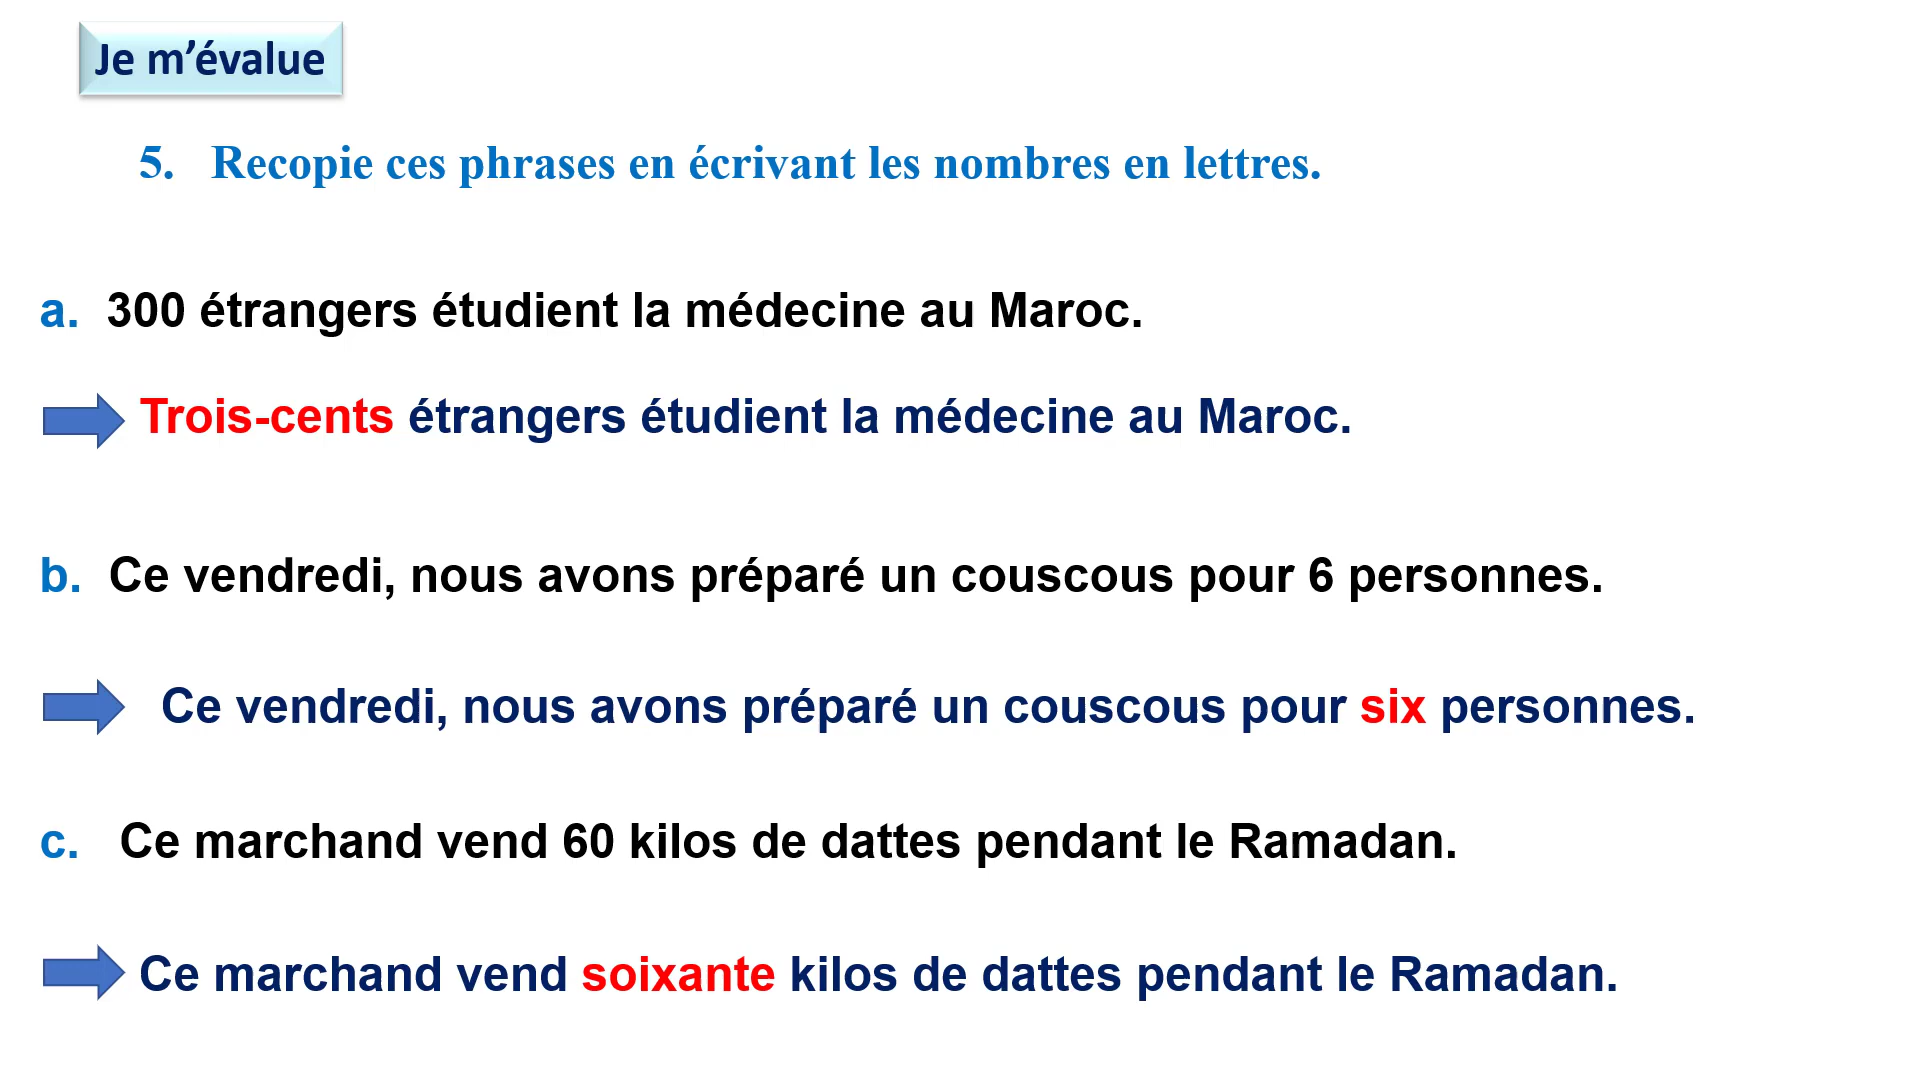 Je m’évalue
5. Recopie ces phrases en écrivant les nombres en lettres.
a. 300 étrangers étudient la médecine au Maroc.
Trois-cents étrangers étudient la médecine au Maroc.
b. Ce vendredi, nous avons préparé un couscous pour 6 personnes.
Ce vendredi, nous avons préparé un couscous pour six personnes.
c. Ce marchand vend 60 kilos de dattes pendant le Ramadan.
Ce marchand vend soixante kilos de dattes pendant le Ramadan.